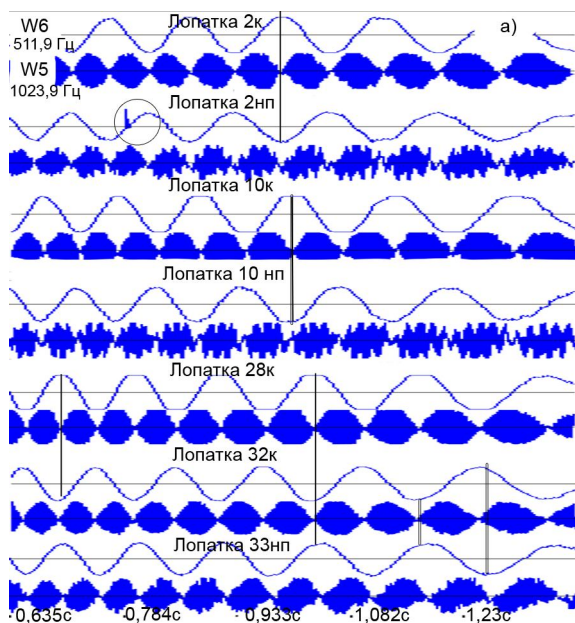 W6
511,9 Гц
W5
1023,9 Гц
Лопатка 2к
а)
Лопатка 2нп
Лопатка 10к
Лопатка 10 нп
Лопатка 28к
Лопатка 32к
Лопатка 33нп
0,635с -0,784с -0,933с -1,082с -1,23с